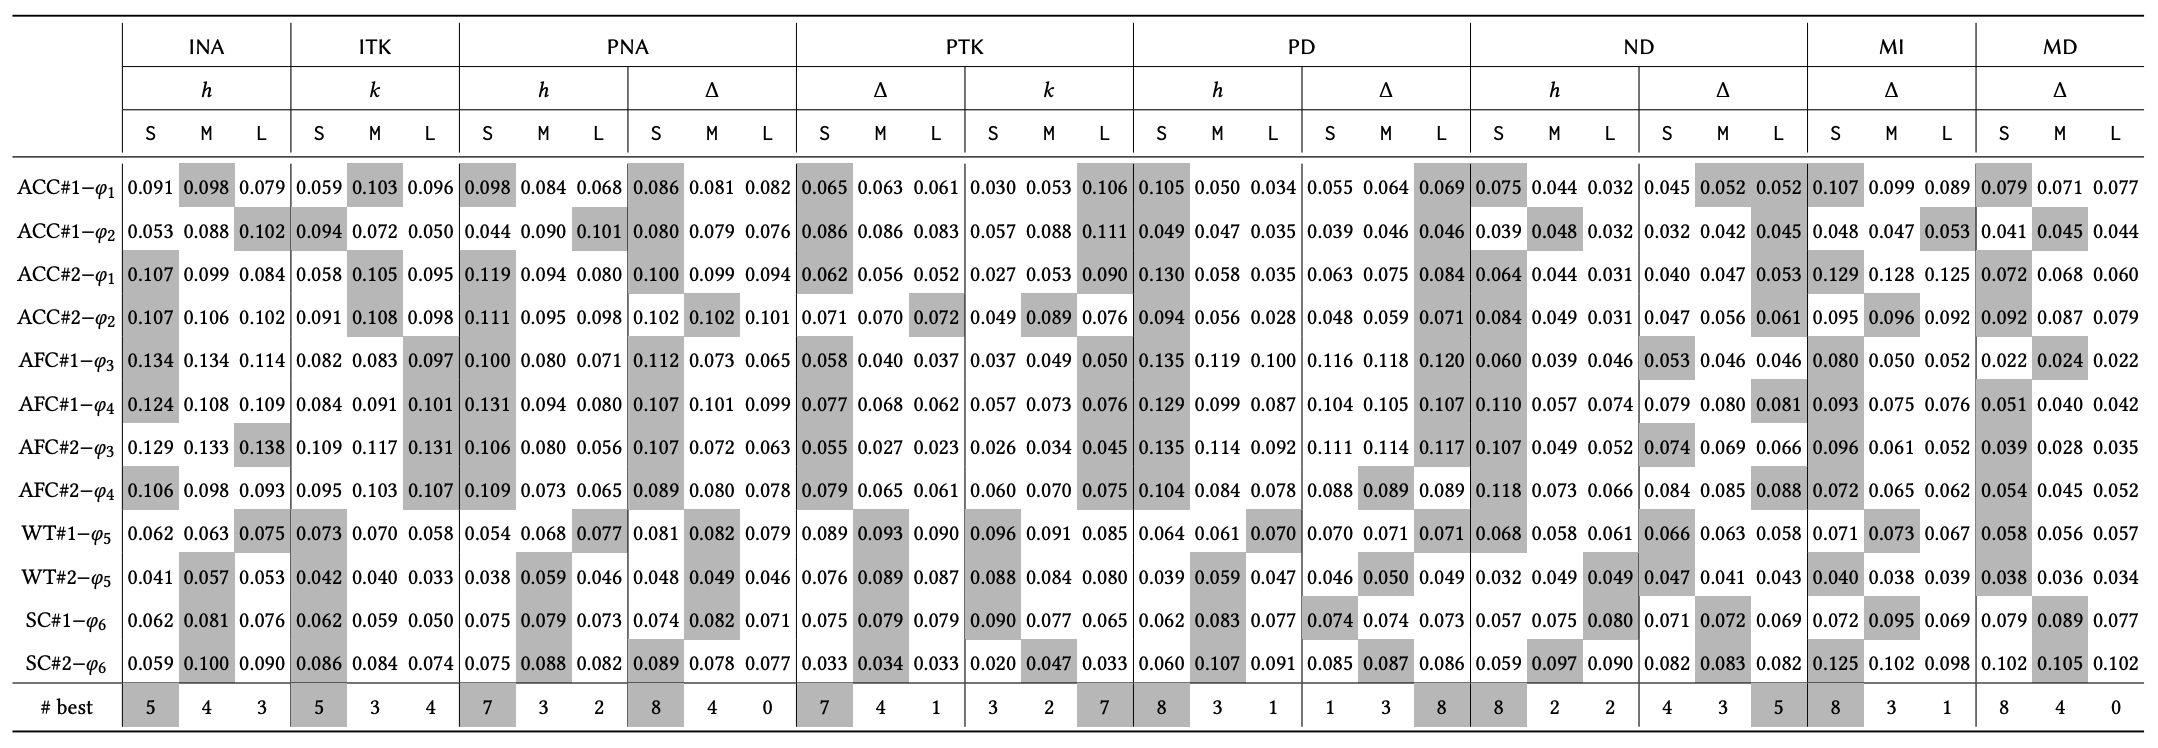 INA ITK PNA PTK PD ND MI MD
h k h Δ Δ k h Δ h Δ Δ Δ
S M L S M L S M L S M L S M L S M L S M L S M L S M L S M L S M L S M L
ACC#1−φ1 0.091 0.098 0.079 0.059 0.103 0.096 0.098 0.084 0.068 0.086 0.081 0.082 0.065 0.063 0.061 0.030 0.053 0.106 0.105 0.050 0.034 0.055 0.064 0.069 0.075 0.044 0.032 0.045 0.052 0.052 0.107 0.099 0.089 0.079 0.071 0.077
ACC#1−φ2 0.053 0.088 0.102 0.094 0.072 0.050 0.044 0.090 0.101 0.080 0.079 0.076 0.086 0.086 0.083 0.057 0.088 0.111 0.049 0.047 0.035 0.039 0.046 0.046 0.039 0.048 0.032 0.032 0.042 0.045 0.048 0.047 0.053 0.041 0.045 0.044
ACC#2−φ1 0.107 0.099 0.084 0.058 0.105 0.095 0.119 0.094 0.080 0.100 0.099 0.094 0.062 0.056 0.052 0.027 0.053 0.090 0.130 0.058 0.035 0.063 0.075 0.084 0.064 0.044 0.031 0.040 0.047 0.053 0.129 0.128 0.125 0.072 0.068 0.060
ACC#2−φ2 0.107 0.106 0.102 0.091 0.108 0.098 0.111 0.095 0.098 0.102 0.102 0.101 0.071 0.070 0.072 0.049 0.089 0.076 0.094 0.056 0.028 0.048 0.059 0.071 0.084 0.049 0.031 0.047 0.056 0.061 0.095 0.096 0.092 0.092 0.087 0.079
AFC#1−φ3 0.134 0.134 0.114 0.082 0.083 0.097 0.100 0.080 0.071 0.112 0.073 0.065 0.058 0.040 0.037 0.037 0.049 0.050 0.135 0.119 0.100 0.116 0.118 0.120 0.060 0.039 0.046 0.053 0.046 0.046 0.080 0.050 0.052 0.022 0.024 0.022
AFC#1−φ4 0.124 0.108 0.109 0.084 0.091 0.101 0.131 0.094 0.080 0.107 0.101 0.099 0.077 0.068 0.062 0.057 0.073 0.076 0.129 0.099 0.087 0.104 0.105 0.107 0.110 0.057 0.074 0.079 0.080 0.081 0.093 0.075 0.076 0.051 0.040 0.042
AFC#2−φ3 0.129 0.133 0.138 0.109 0.117 0.131 0.106 0.080 0.056 0.107 0.072 0.063 0.055 0.027 0.023 0.026 0.034 0.045 0.135 0.114 0.092 0.111 0.114 0.117 0.107 0.049 0.052 0.074 0.069 0.066 0.096 0.061 0.052 0.039 0.028 0.035
AFC#2−φ4 0.106 0.098 0.093 0.095 0.103 0.107 0.109 0.073 0.065 0.089 0.080 0.078 0.079 0.065 0.061 0.060 0.070 0.075 0.104 0.084 0.078 0.088 0.089 0.089 0.118 0.073 0.066 0.084 0.085 0.088 0.072 0.065 0.062 0.054 0.045 0.052
WT#1−φ5 0.062 0.063 0.075 0.073 0.070 0.058 0.054 0.068 0.077 0.081 0.082 0.079 0.089 0.093 0.090 0.096 0.091 0.085 0.064 0.061 0.070 0.070 0.071 0.071 0.068 0.058 0.061 0.066 0.063 0.058 0.071 0.073 0.067 0.058 0.056 0.057
WT#2−φ5 0.041 0.057 0.053 0.042 0.040 0.033 0.038 0.059 0.046 0.048 0.049 0.046 0.076 0.089 0.087 0.088 0.084 0.080 0.039 0.059 0.047 0.046 0.050 0.049 0.032 0.049 0.049 0.047 0.041 0.043 0.040 0.038 0.039 0.038 0.036 0.034
SC#1−φ6 0.062 0.081 0.076 0.062 0.059 0.050 0.075 0.079 0.073 0.074 0.082 0.071 0.075 0.079 0.079 0.090 0.077 0.065 0.062 0.083 0.077 0.074 0.074 0.073 0.057 0.075 0.080 0.071 0.072 0.069 0.072 0.095 0.069 0.079 0.089 0.077
SC#2−φ6 0.059 0.100 0.090 0.086 0.084 0.074 0.075 0.088 0.082 0.089 0.078 0.077 0.033 0.034 0.033 0.020 0.047 0.033 0.060 0.107 0.091 0.085 0.087 0.086 0.059 0.097 0.090 0.082 0.083 0.082 0.125 0.102 0.098 0.102 0.105 0.102
# best 5 4 3 5 3 4 7 3 2 8 4 0 7 4 1 3 2 7 8 3 1 1 3 8 8 2 2 4 3 5 8 3 1 8 4 0